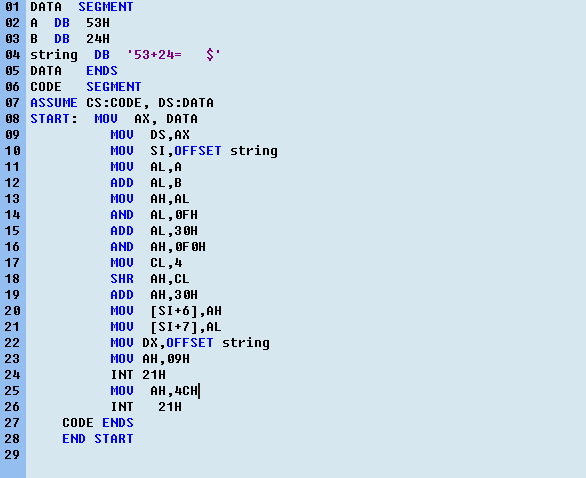 01 DATA  SEGMENT
02 A  DB  53H
03 B  DB  24H
04 string  DB  '53+24=   $'
05 DATA   ENDS
06 CODE   SEGMENT
07 ASSUME CS:CODE, DS:DATA
08 START:  MOV  AX, DATA
09           MOV  DS,AX
10           MOV  SI,OFFSET string
11           MOV  AL,A
12           ADD  AL,B
13           MOV  AH,AL
14           AND  AL,0FH
15           ADD  AL,30H
16           AND  AH,0F0H
17           MOV  CL,4
18           SHR  AH,CL
19           ADD  AH,30H
20           MOV  [SI+6],AH
21           MOV  [SI+7],AL
22           MOV DX,OFFSET string
23           MOV AH,09H
24           INT 21H
25           MOV  AH,4CH
26           INT   21H
27     CODE ENDS
28     END START
29